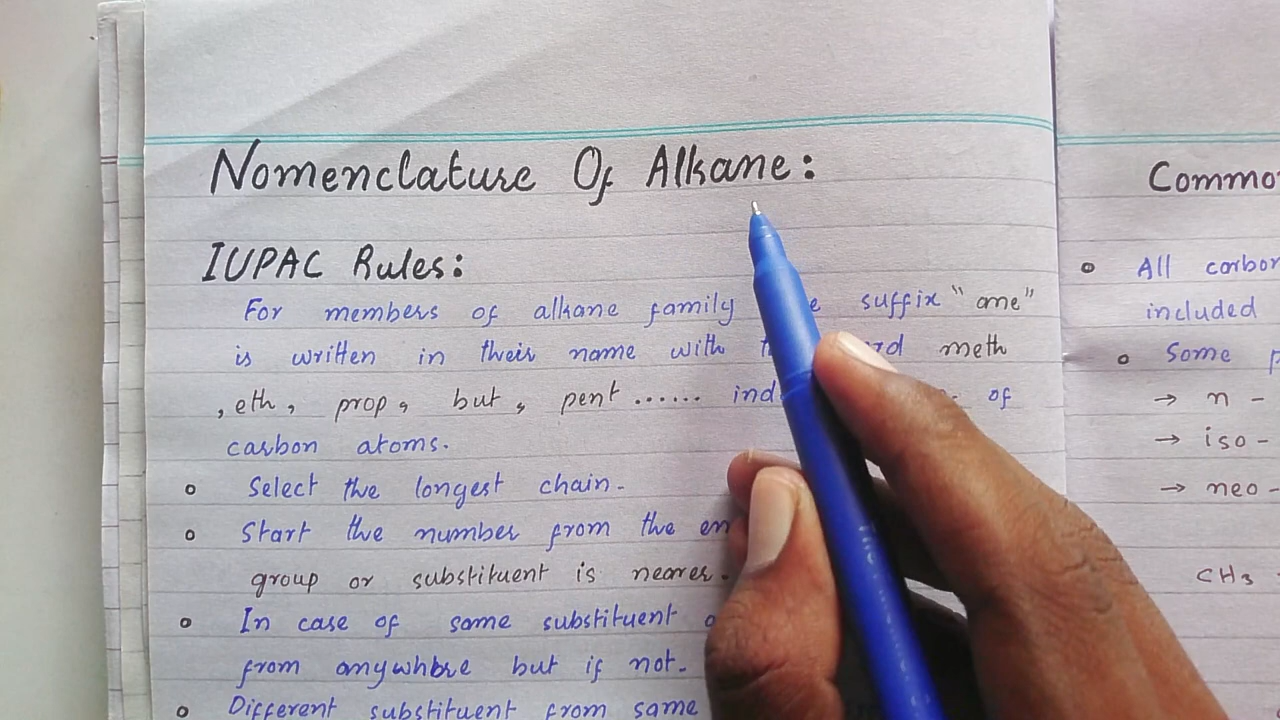 Nomenclature Of Alkane:
IUPAC Rules:
For members of alkane family suffix "ane"
is written in their name with meth
, eth, prop, but, pent ...... of
carbon atoms.
Select the longest chain.
Start the number from the
group or substituent is nearer.
In case of same substituent
from anywhere but if not.
Different substituent from same
All carbon
included
Some
→ n -
→ iso -
→ neo -
CH3